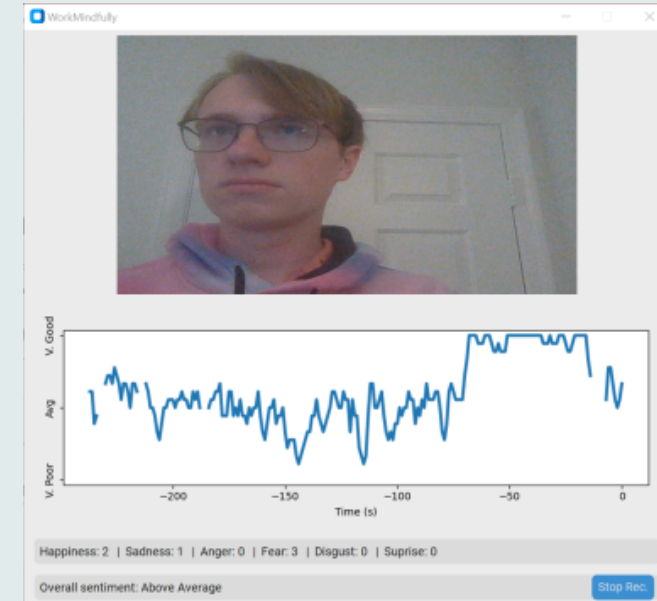 WorkMindfully
V. Good
Avg
V. Poor
−200
−150
−100
−50
0
Time (s)
Happiness: 2 | Sadness: 1 | Anger: 0 | Fear: 3 | Disgust: 0 | Suprise: 0
Overall sentiment: Above Average
Stop Rec.